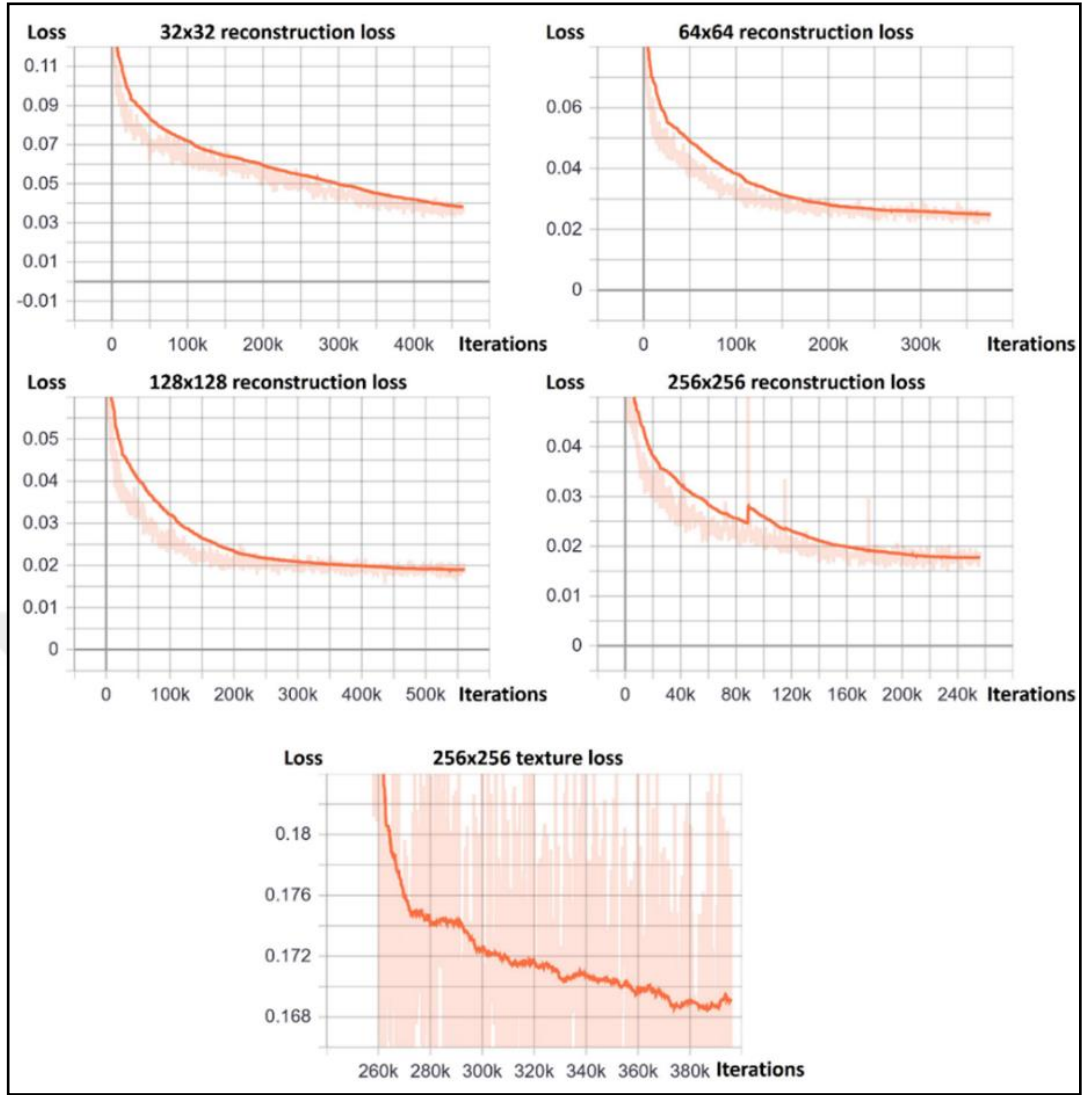 Loss 32x32 reconstruction loss
0.11
0.09
0.07
0.05
0.03
0.01
-0.01
0 100k 200k 300k 400k Iterations
Loss 64x64 reconstruction loss
0.06
0.04
0.02
0
0 100k 200k 300k Iterations
Loss 128x128 reconstruction loss
0.05
0.04
0.03
0.02
0.01
0
0 100k 200k 300k 400k 500k Iterations
Loss 256x256 reconstruction loss
0.04
0.03
0.02
0.01
0
0 40k 80k 120k 160k 200k 240k Iterations
Loss 256x256 texture loss
0.18
0.176
0.172
0.168
260k 280k 300k 320k 340k 360k 380k Iterations